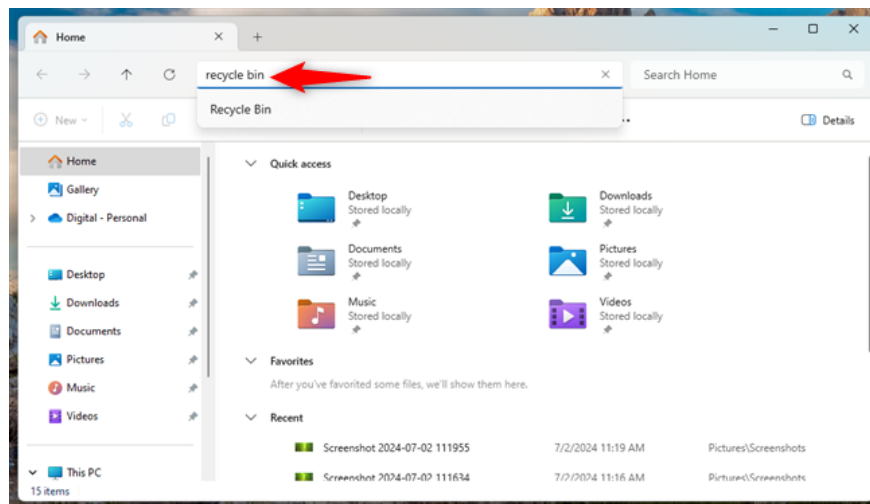 Home
recycle bin
Search Home
Recycle Bin
New
Details
Home
Gallery
Digital - Personal
Desktop
Downloads
Documents
Pictures
Music
Videos
This PC
15 items
Quick access
Desktop
Stored locally
Downloads
Stored locally
Documents
Stored locally
Pictures
Stored locally
Music
Stored locally
Videos
Stored locally
Favorites
After you've favorited some files, we'll show them here.
Recent
Screenshot 2024-07-02 111955 7/2/2024 11:19 AM Pictures\Screenshots
Screenshot 2024-07-02 111634 7/2/2024 11:16 AM Pictures\Screenshots